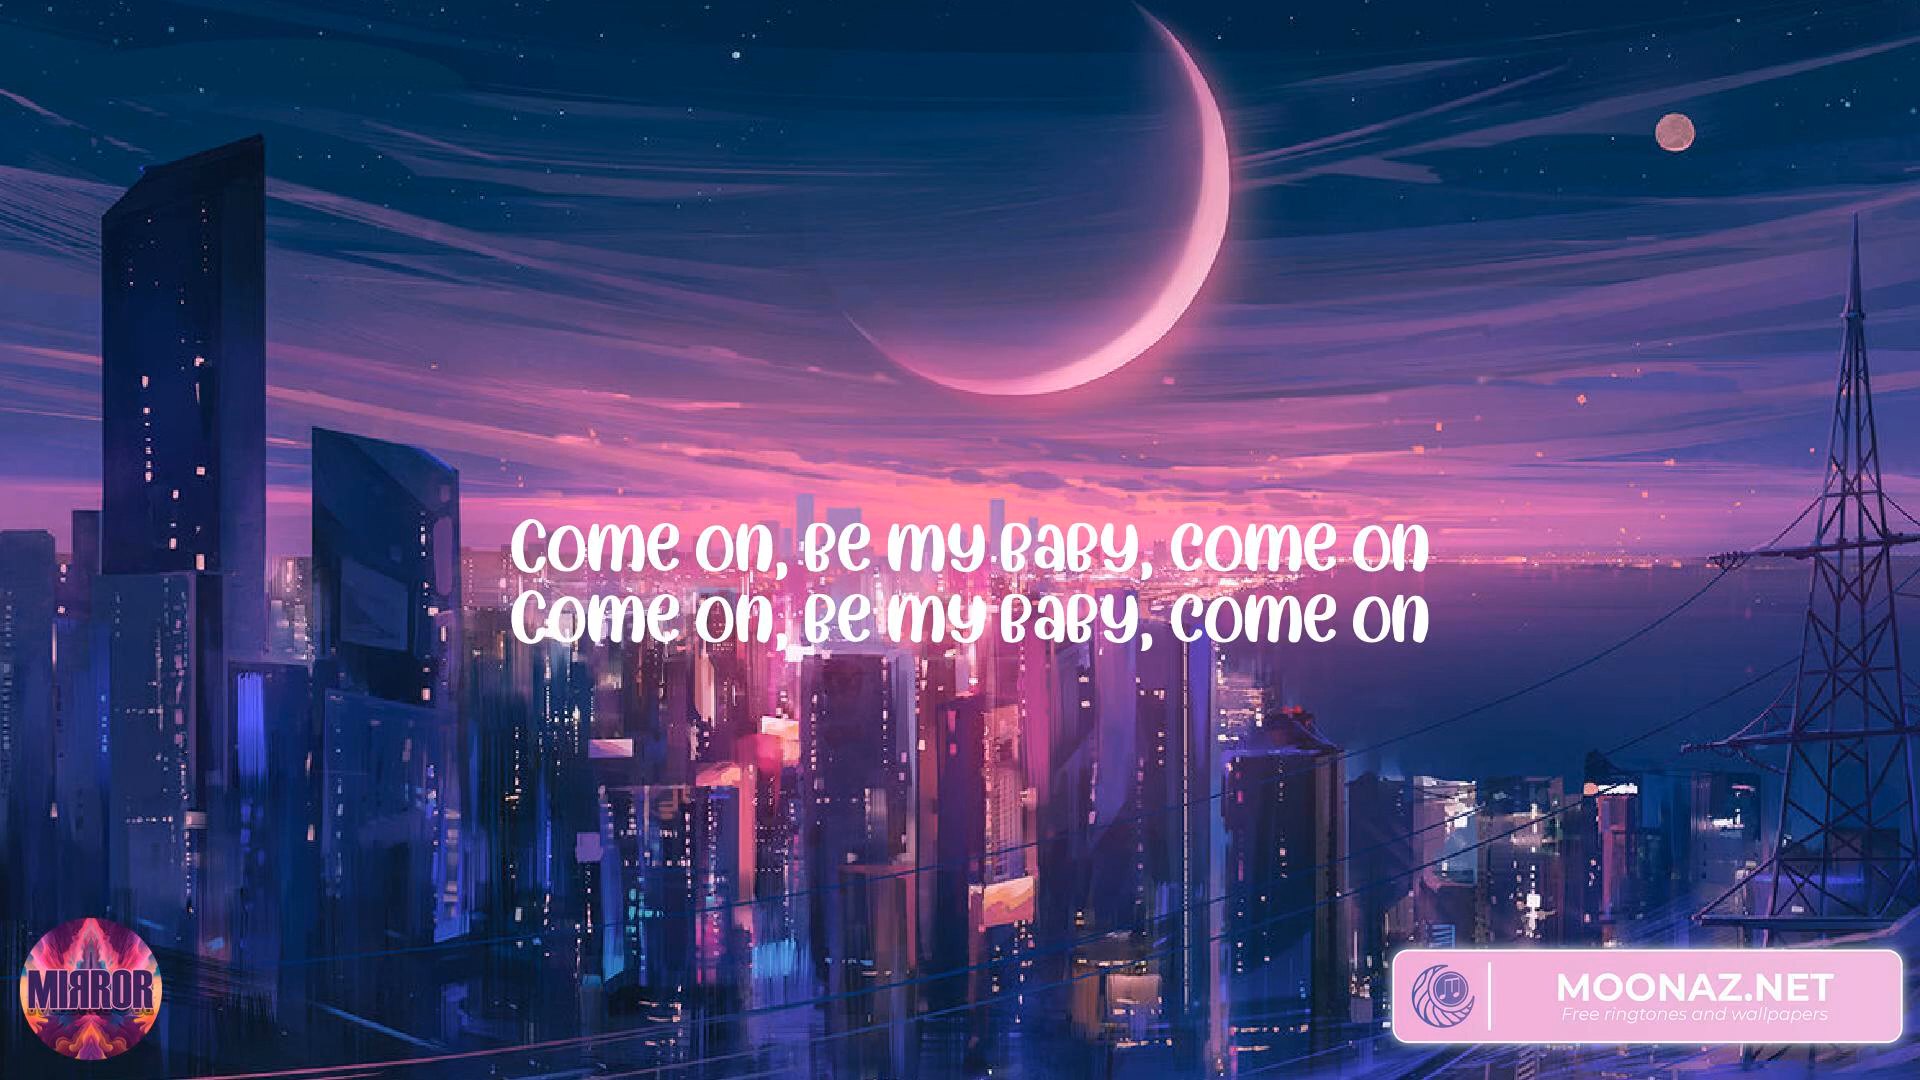 Come on, Be my BaBy, come on
Come on, Be my BaBy, come on
MIRROR
MOONAZ.NET
Free ringtones and wallpapers